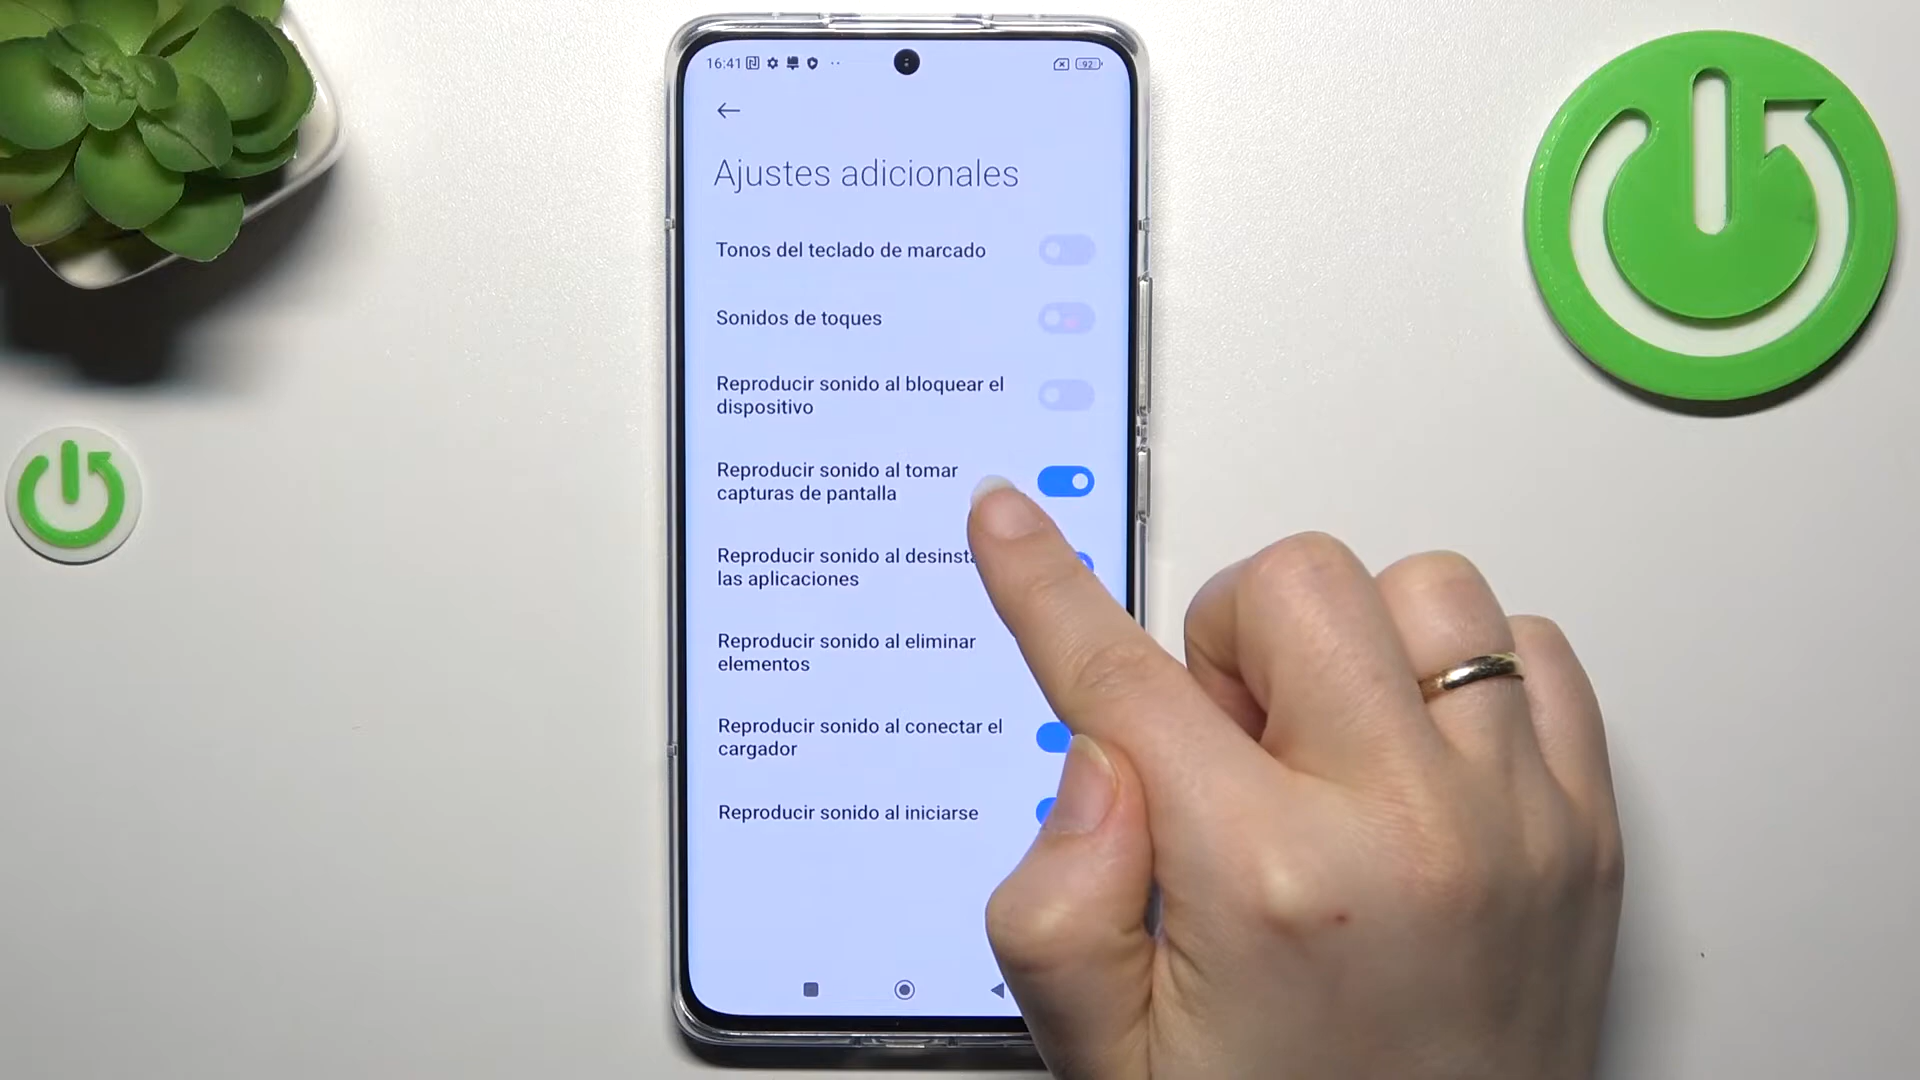 16:41
92
Ajustes adicionales
Tonos del teclado de marcado
Sonidos de toques
Reproducir sonido al bloquear el
dispositivo
Reproducir sonido al tomar
capturas de pantalla
Reproducir sonido al
las aplicaciones
Reproducir sonido al eliminar
elementos
Reproducir sonido al conectar el
cargador
Reproducir sonido al iniciarse